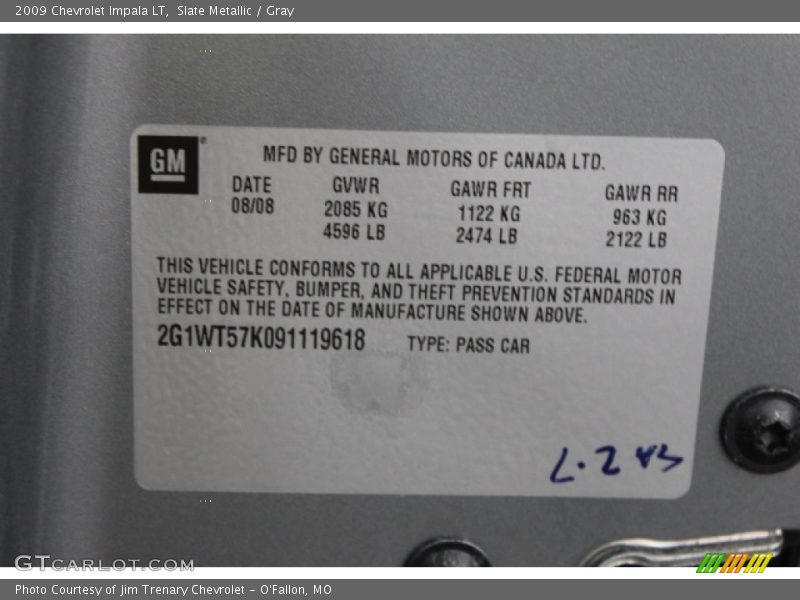 2009 Chevrolet Impala LT, Slate Metallic / Gray
GM
MFD BY GENERAL MOTORS OF CANADA LTD.
DATE GVWR GAWR FRT GAWR RR
08/08 2085 KG 1122 KG 963 KG
4596 LB 2474 LB 2122 LB
THIS VEHICLE CONFORMS TO ALL APPLICABLE U.S. FEDERAL MOTOR
VEHICLE SAFETY, BUMPER, AND THEFT PREVENTION STANDARDS IN
EFFECT ON THE DATE OF MANUFACTURE SHOWN ABOVE.
2G1WT57K091119618 TYPE: PASS CAR
GTCARLOT.COM
Photo Courtesy of Jim Trenary Chevrolet - O'Fallon, MO